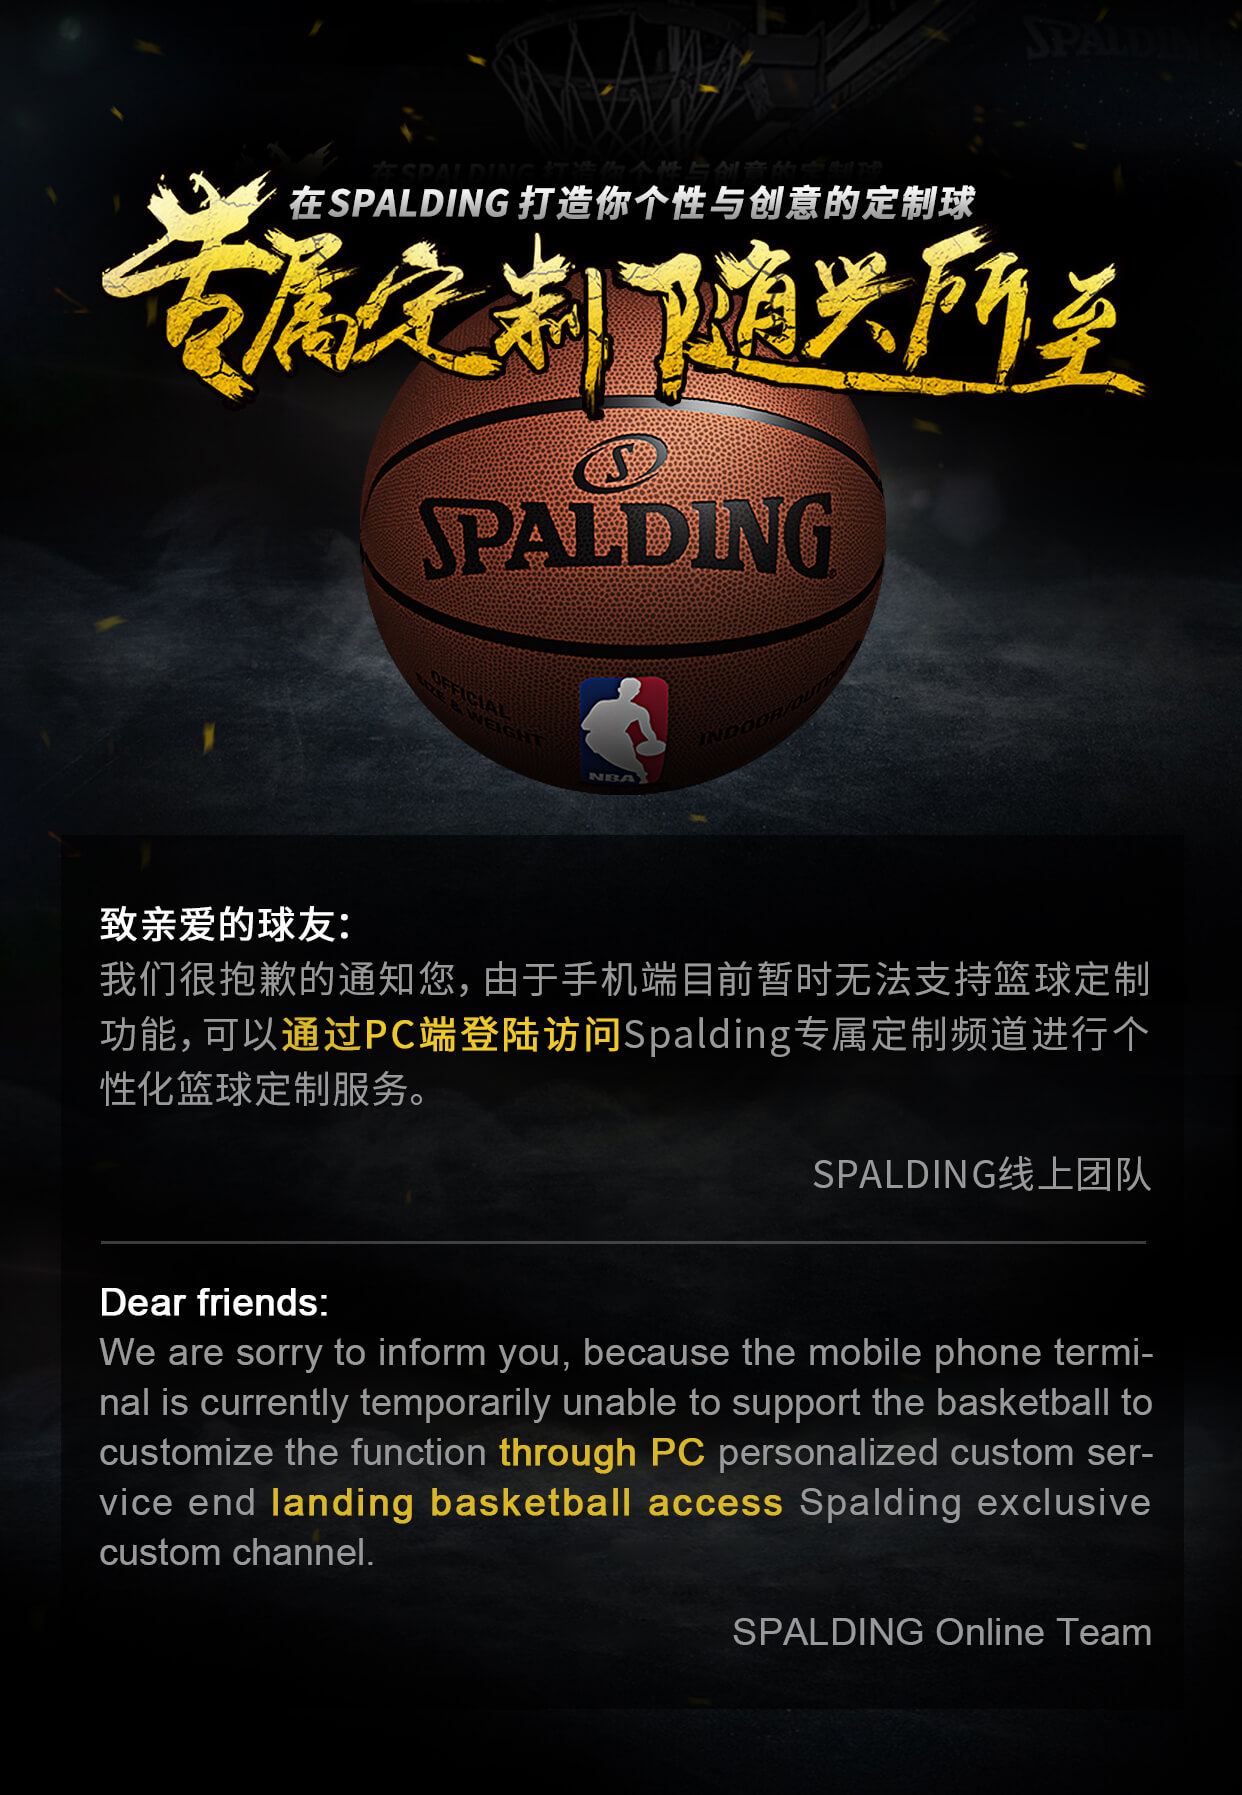 SPALDING
在SPALDING 打造你个性与创意的定制球
专属定制 随兴所至
S
SPALDING
OFFICIAL
SIZE & WEIGHT
INDOOR/OUTDOOR
NBA
致亲爱的球友：
我们很抱歉的通知您，由于手机端目前暂时无法支持篮球定制
功能，可以通过PC端登陆访问Spalding专属定制频道进行个
性化篮球定制服务。
SPALDING线上团队
Dear friends:
We are sorry to inform you, because the mobile phone termi-
nal is currently temporarily unable to support the basketball to
customize the function through PC personalized custom ser-
vice end landing basketball access Spalding exclusive
custom channel.
SPALDING Online Team